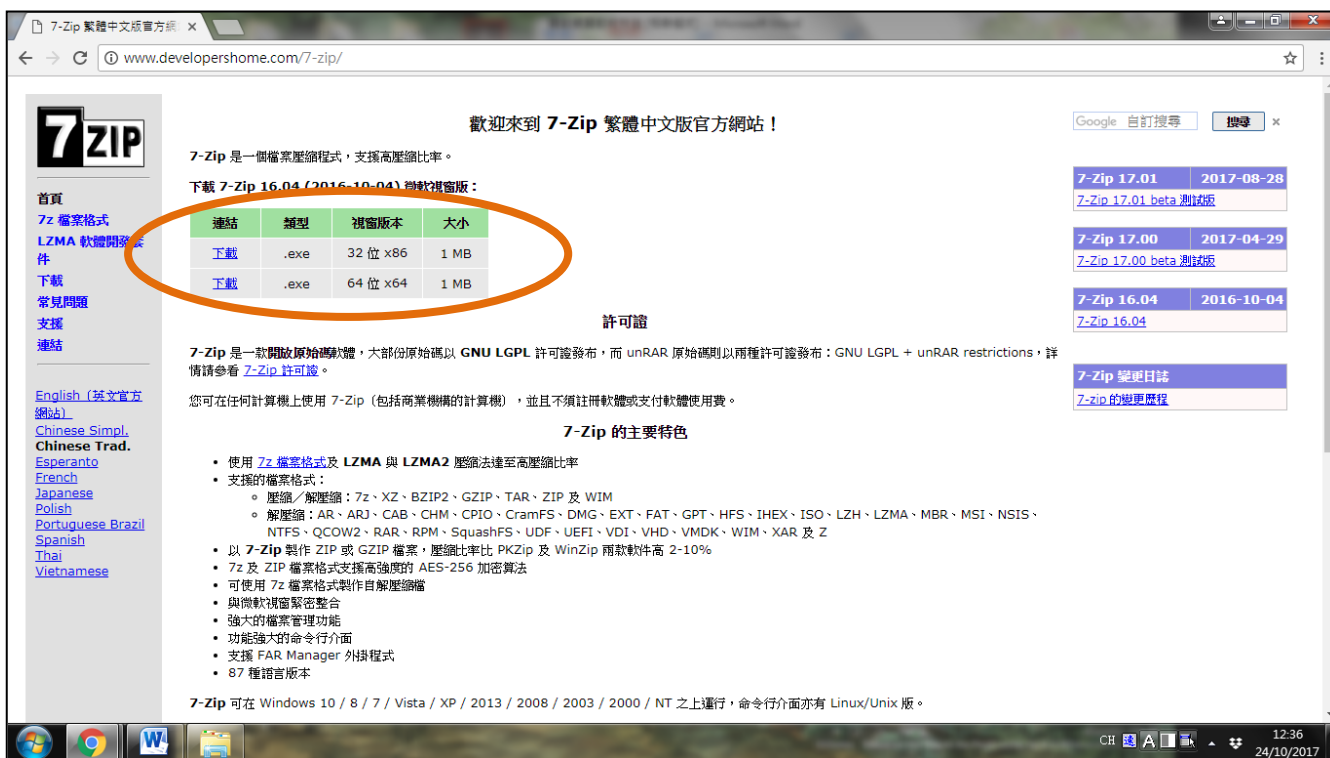 7-Zip 繁體中文版官方網
www.developershome.com/7-zip/
7 ZIP
首頁
7z 檔案格式
LZMA 軟體開發套
件
下載
常見問題
支援
連結
English (英文官方
網站)
Chinese Simpl.
Chinese Trad.
Esperanto
French
Japanese
Polish
Portuguese Brazil
Spanish
Thai
Vietnamese
歡迎來到 7-Zip 繁體中文版官方網站！
7-Zip 是一個檔案壓縮程式，支援高壓縮比率。
下載 7-Zip 16.04 (2016-10-04) 微軟視窗版：
連結 類型 視窗版本 大小
下載 .exe 32 位 x86 1 MB
下載 .exe 64 位 x64 1 MB
許可證
7-Zip 是一款開放原始碼軟體，大部份原始碼以 GNU LGPL 許可證發布，而 unRAR 原始碼則以兩種許可證發布：GNU LGPL + unRAR restrictions，詳
情請參看 7-Zip 許可證。
您可在任何計算機上使用 7-Zip（包括商業機構的計算機），並且不須註冊軟體或支付軟體使用費。
7-Zip 的主要特色
• 使用 7z 檔案格式及 LZMA 與 LZMA2 壓縮法達至高壓縮比率
• 支援的檔案格式：
◦ 壓縮／解壓縮：7z、XZ、BZIP2、GZIP、TAR、ZIP 及 WIM
◦ 解壓縮：AR、ARJ、CAB、CHM、CPIO、CramFS、DMG、EXT、FAT、GPT、HFS、IHEX、ISO、LZH、LZMA、MBR、MSI、NSIS、
NTFS、QCOW2、RAR、RPM、SquashFS、UDF、UEFI、VDI、VHD、VMDK、WIM、XAR 及 Z
• 以 7-Zip 製作 ZIP 或 GZIP 檔案，壓縮比率比 PKZip 及 WinZip 兩款軟件高 2-10%
• 7z 及 ZIP 檔案格式支援高強度的 AES-256 加密算法
• 可使用 7z 檔案格式製作自解壓縮檔
• 與微軟視窗緊密整合
• 強大的檔案管理功能
• 功能強大的命令行介面
• 支援 FAR Manager 外掛程式
• 87 種語言版本
7-Zip 可在 Windows 10 / 8 / 7 / Vista / XP / 2013 / 2008 / 2003 / 2000 / NT 之上運行，命令行介面亦有 Linux/Unix 版。
Google 自訂搜尋 搜尋 ×
7-Zip 17.01 2017-08-28
7-Zip 17.01 beta 測試版
7-Zip 17.00 2017-04-29
7-Zip 17.00 beta 測試版
7-Zip 16.04 2016-10-04
7-Zip 16.04
7-Zip 變更日誌
7-zip 的變更歷程
W
CH 速 A
12:36
24/10/2017